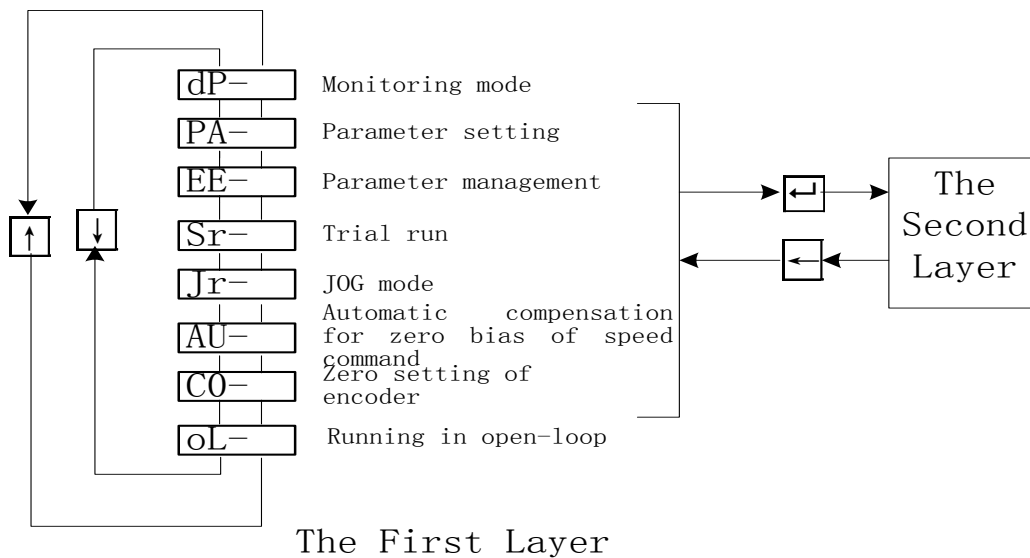 dP- Monitoring mode
PA- Parameter setting
EE- Parameter management
Sr- Trial run
Jr- JOG mode
AU- Automatic compensation
for zero bias of speed
command
CO- Zero setting of
encoder
oL- Running in open-loop
The
Second
Layer
The First Layer